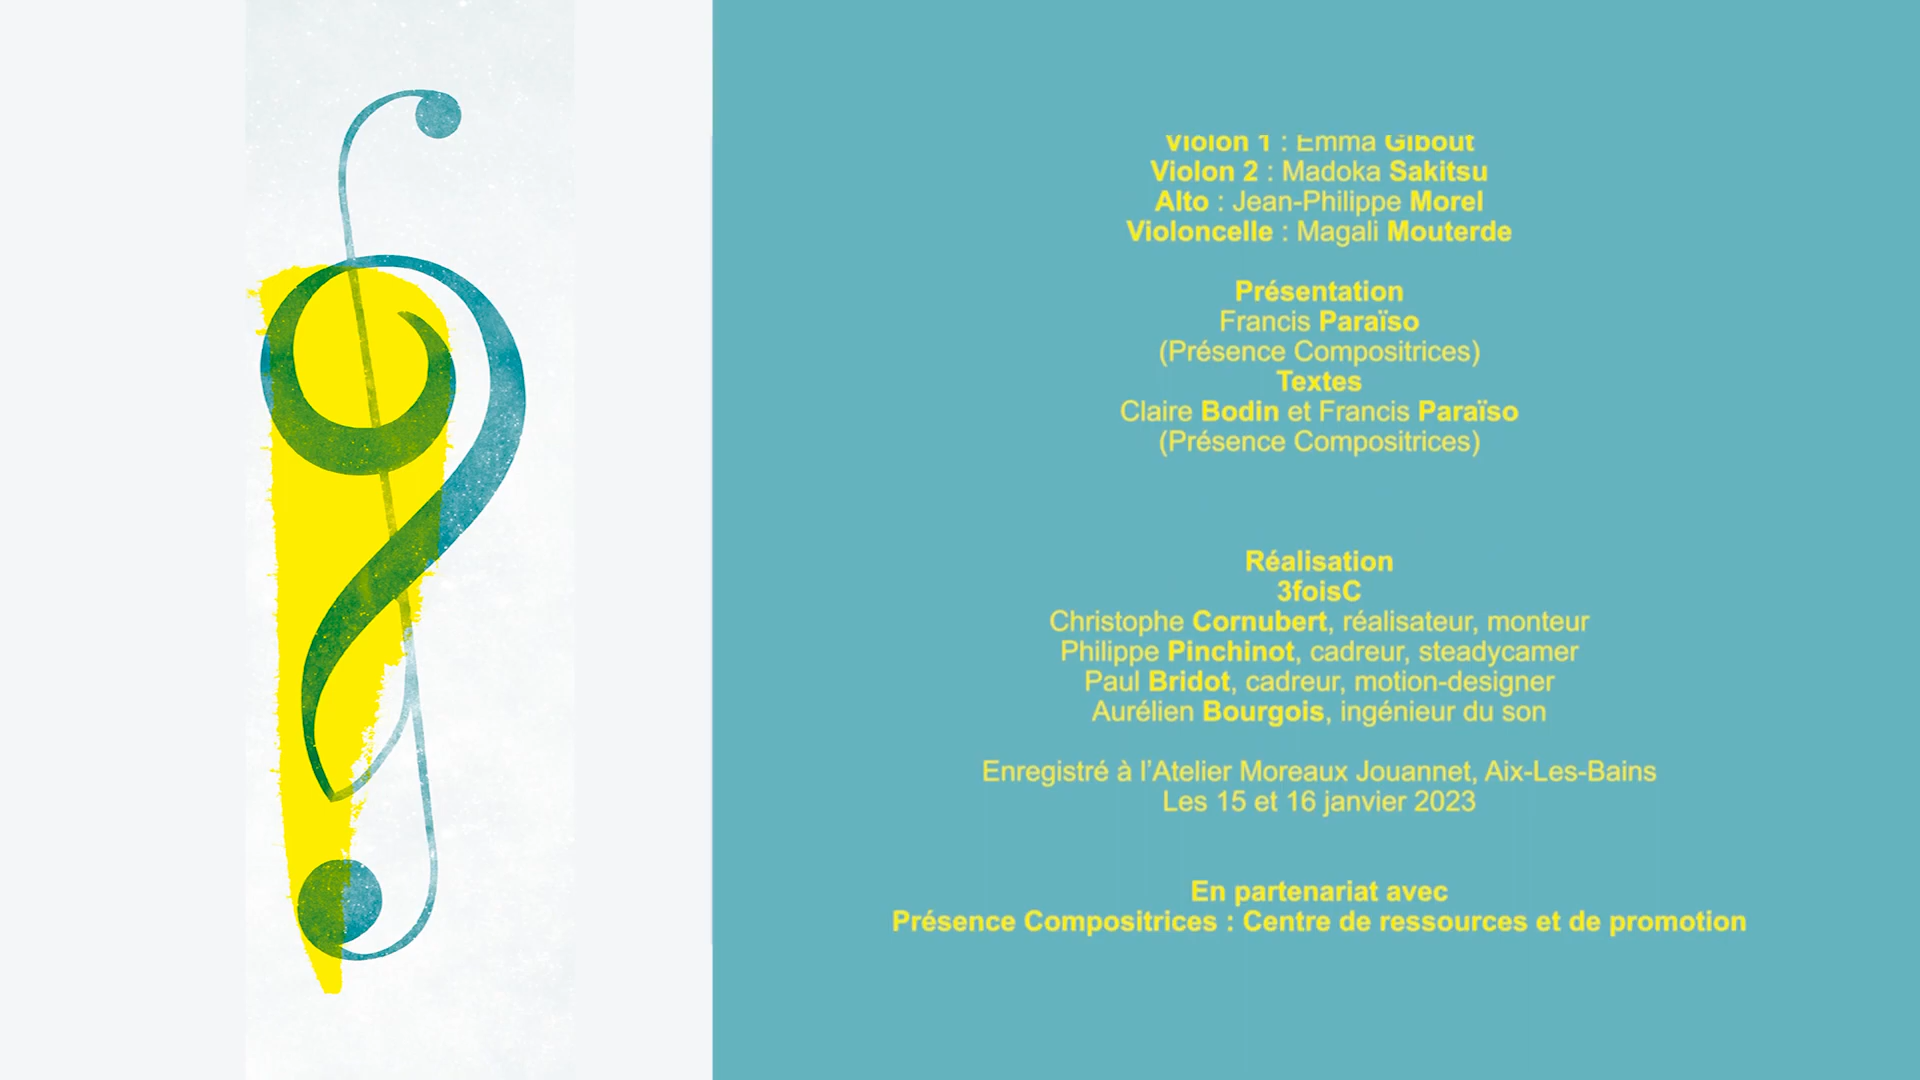 Violon 1 : Emma Gibout
Violon 2 : Madoka Sakitsu
Alto : Jean-Philippe Morel
Violoncelle : Magali Mouterde
Présentation
Francis Paraïso
(Présence Compositrices)
Textes
Claire Bodin et Francis Paraïso
(Présence Compositrices)
Réalisation
3foisC
Christophe Cornubert, réalisateur, monteur
Philippe Pinchinot, cadreur, steadycamer
Paul Bridot, cadreur, motion-designer
Aurélien Bourgois, ingénieur du son
Enregistré à l’Atelier Moreaux Jouannet, Aix-Les-Bains
Les 15 et 16 janvier 2023
En partenariat avec
Présence Compositrices : Centre de ressources et de promotion